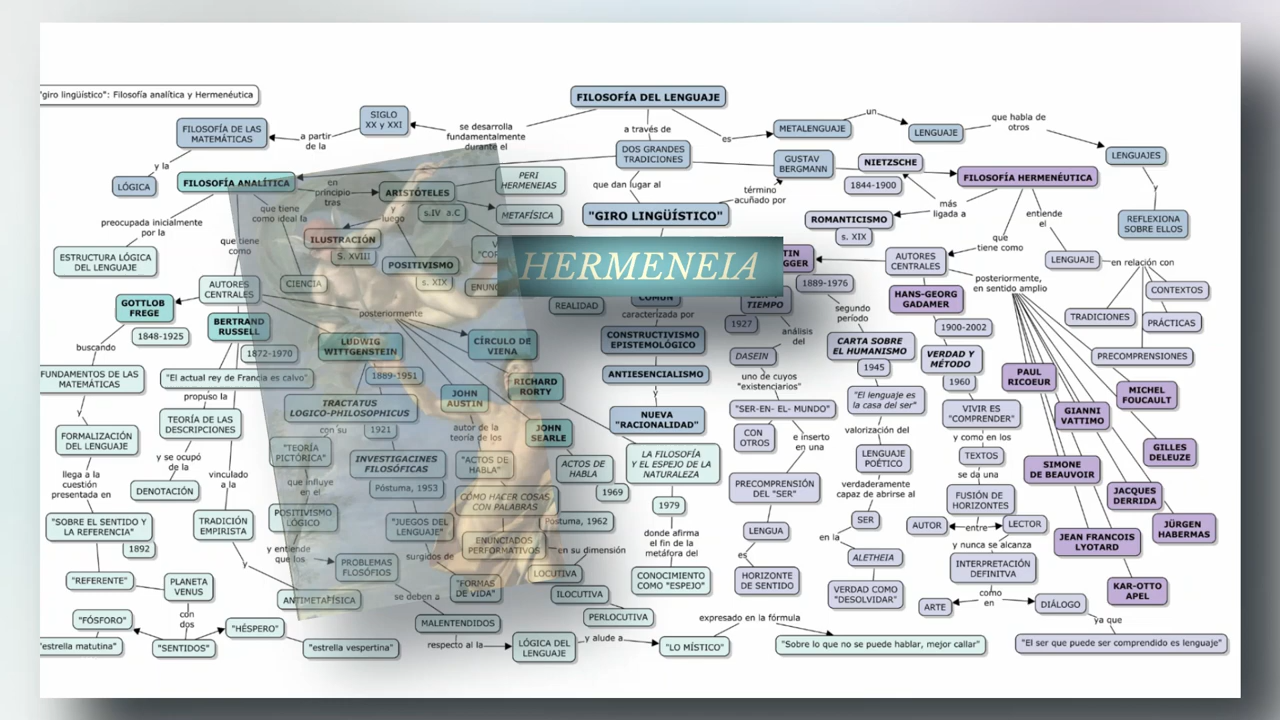 "giro lingüístico": Filosofía analítica y Hermenéutica
FILOSOFÍA DEL LENGUAJE
se desarrolla
fundamentalmente
durante el
SIGLO
XX y XXI
a partir
de la
FILOSOFÍA DE LAS
MATEMÁTICAS
y la
LÓGICA
a través
de
DOS GRANDES
TRADICIONES
es
METALENGUAJE
un
LENGUAJE
que habla de
otros
LENGUAJES
y
REFLEXIONA
SOBRE ELLOS
que dan lugar al
"GIRO LINGÜÍSTICO"
término
acuñado por
GUSTAV
BERGMANN
HERMENEIA
FILOSOFÍA ANALÍTICA
en
principio
tras
ARISTÓTELES
s.IV a.C
PERI
HERMENEIAS
METAFÍSICA
y
luego
que tiene
como ideal la
CIENCIA
ILUSTRACIÓN
S. XVIII
POSITIVISMO
s. XIX
preocupada inicialmente
por la
ESTRUCTURA LÓGICA
DEL LENGUAJE
que tiene
como
AUTORES
CENTRALES
GOTTLOB
FREGE
1848-1925
buscando
FUNDAMENTOS DE LAS
MATEMÁTICAS
y
FORMALIZACIÓN
DEL LENGUAJE
llega a la
cuestión
presentada en
"SOBRE EL SENTIDO Y
LA REFERENCIA"
1892
"REFERENTE"
PLANETA
VENUS
con
dos
"SENTIDOS"
"FÓSFORO"
"estrella matutina"
"HÉSPERO"
"estrella vespertina"
BERTRAND
RUSSELL
1872-1970
"El actual rey de Francia es calvo"
propuso la
TEORÍA DE LAS
DESCRIPCIONES
y se ocupó
de la
DENOTACIÓN
vinculado
a la
TRADICIÓN
EMPIRISTA
y
ANTIMETAFÍSICA
posteriormente
LUDWIG
WITTGENSTEIN
1889-1951
TRACTATUS
LOGICO-PHILOSOPHICUS
1921
con su
"TEORÍA
PICTÓRICA"
que influye
en el
POSITIVISMO
LÓGICO
y entiende
que los
PROBLEMAS
FILOSÓFIOS
se deben a
MALENTENDIDOS
respecto al la
LÓGICA DEL
LENGUAJE
y alude a
"LO MÍSTICO"
expresado en la fórmula
"Sobre lo que no se puede hablar, mejor callar"
INVESTIGACINES
FILOSÓFICAS
Póstuma, 1953
"JUEGOS DEL
LENGUAJE"
surgidos de
"FORMAS
DE VIDA"
CÍRCULO DE
VIENA
JOHN
AUSTIN
autor de la
teoría de los
"ACTOS DE
HABLA"
CÓMO HACER COSAS
CON PALABRAS
Póstuma, 1962
ENUNCIADOS
PERFORMATIVOS
en su dimensión
LOCUTIVA
ILOCUTIVA
PERLOCUTIVA
RICHARD
RORTY
JOHN
SEARLE
ACTOS DE
HABLA
1969
LA FILOSOFÍA
Y EL ESPEJO DE LA
NATURALEZA
1979
donde afirma
el fin de la
metáfora del
CONOCIMIENTO
COMO "ESPEJO"
REALIDAD
COMÚN
caracterizada por
CONSTRUCTIVISMO
EPISTEMOLÓGICO
ANTIESENCIALISMO
y
NUEVA
"RACIONALIDAD"
FILOSOFÍA HERMENÉUTICA
más
ligada a
NIETZSCHE
1844-1900
ROMANTICISMO
s. XIX
entiende
el
LENGUAJE
en relación con
CONTEXTOS
TRADICIONES
PRÁCTICAS
PRECOMPRENSIONES
que
tiene como
AUTORES
CENTRALES
1889-1976
TIEMPO
1927
análisis
del
DASEIN
uno de cuyos
"existenciarios"
"SER-EN- EL- MUNDO"
CON
OTROS
e inserto
en una
PRECOMPRENSIÓN
DEL "SER"
LENGUA
es
HORIZONTE
DE SENTIDO
segundo
período
CARTA SOBRE
EL HUMANISMO
1945
"El lenguaje es
la casa del ser"
valorización del
LENGUAJE
POÉTICO
verdaderamente
capaz de abrirse al
SER
en la
ALETHEIA
VERDAD COMO
"DESOLVIDAR"
HANS-GEORG
GADAMER
1900-2002
VERDAD Y
MÉTODO
1960
VIVIR ES
"COMPRENDER"
y como en los
TEXTOS
se da una
FUSIÓN DE
HORIZONTES
AUTOR
entre
LECTOR
y nunca se alcanza
INTERPRETACIÓN
DEFINITVA
como
en
ARTE
DIÁLOGO
ya que
"El ser que puede ser comprendido es lenguaje"
posteriormente,
en sentido amplio
PAUL
RICOEUR
MICHEL
FOUCAULT
GIANNI
VATTIMO
GILLES
DELEUZE
SIMONE
DE BEAUVOIR
JACQUES
DERRIDA
JÜRGEN
HABERMAS
JEAN FRANCOIS
LYOTARD
KAR-OTTO
APEL